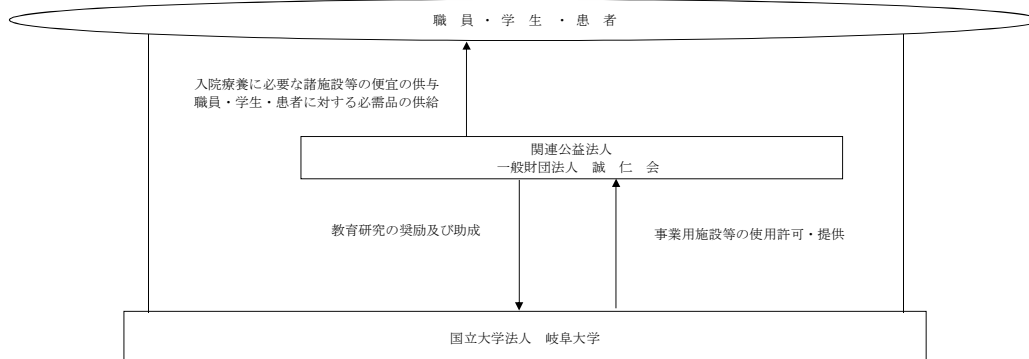 職　員　・　学　生　・　患　者
入院療養に必要な諸施設等の便宜の供与
職員・学生・患者に対する必需品の供給
関連公益法人
一般財団法人　誠　仁　会
教育研究の奨励及び助成
事業用施設等の使用許可・提供
国立大学法人　岐阜大学